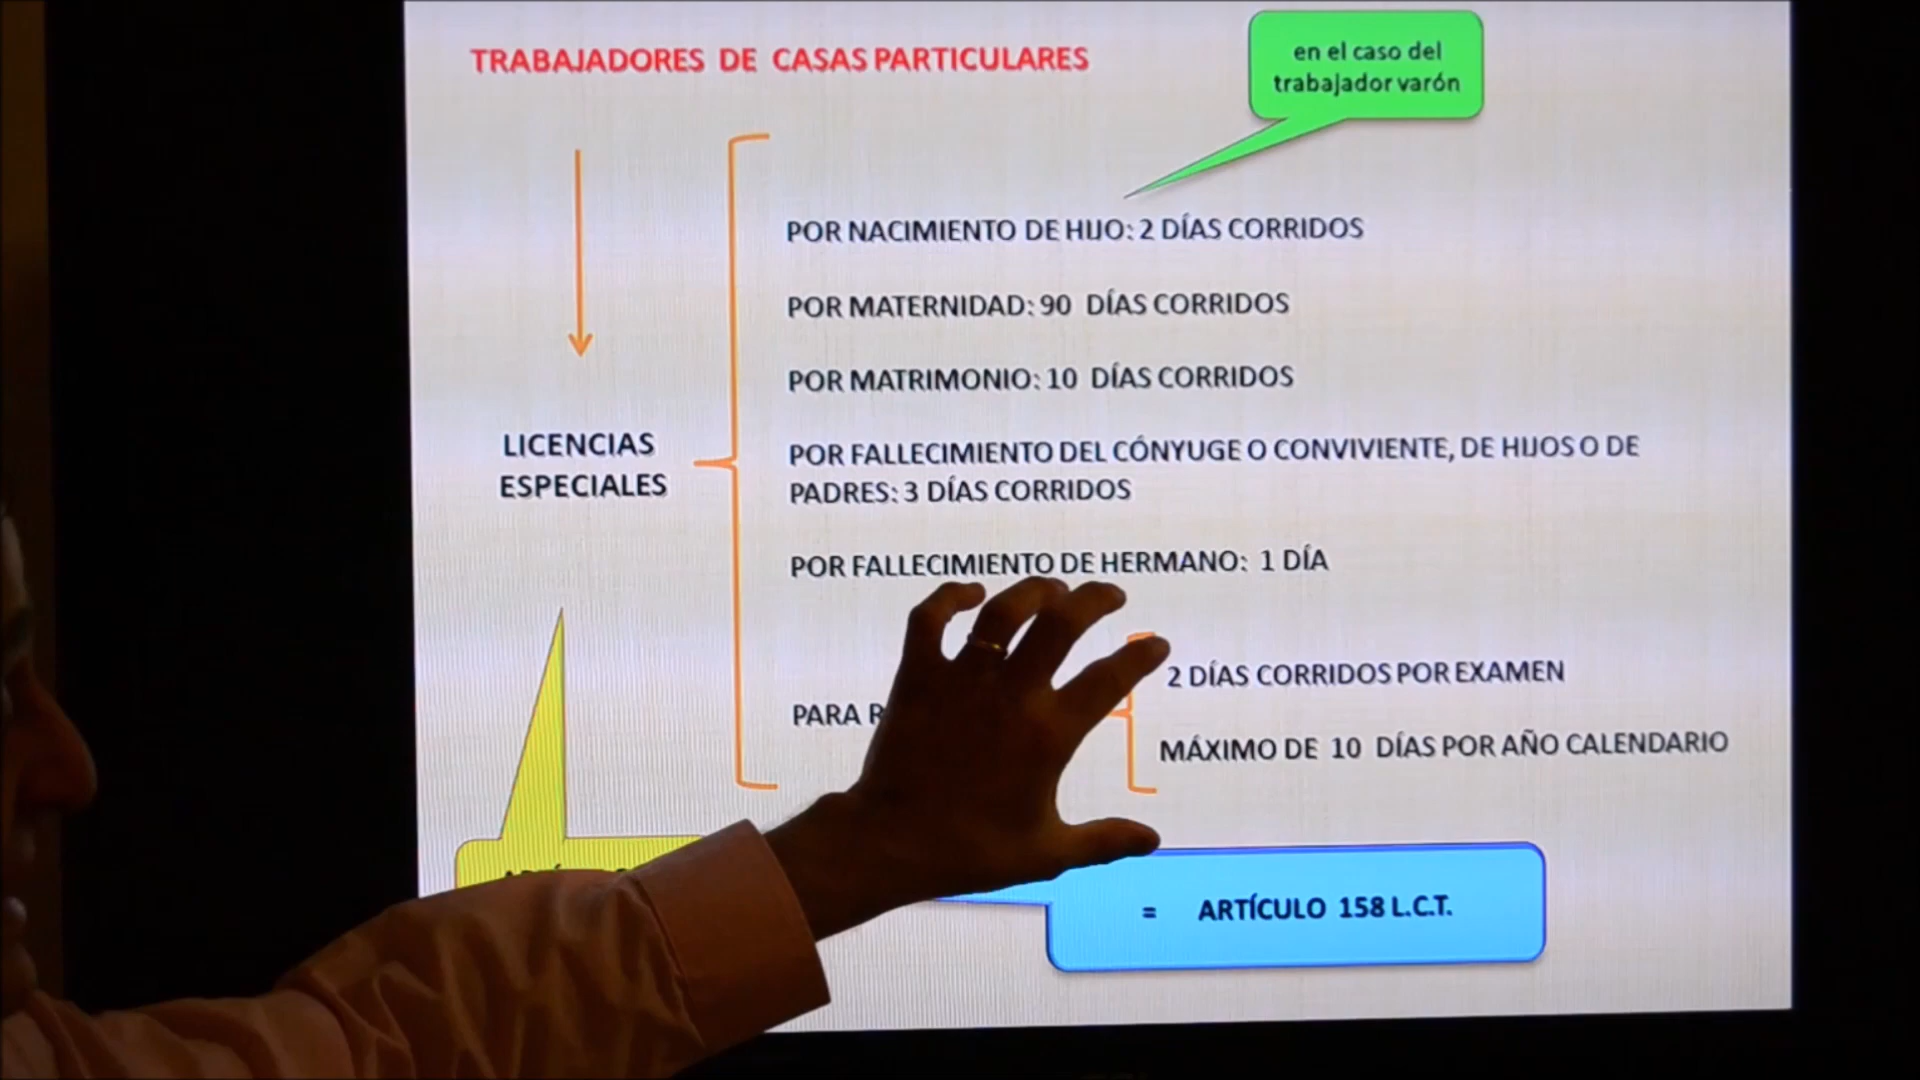 TRABAJADORES DE CASAS PARTICULARES
en el caso del
trabajador varón
POR NACIMIENTO DE HIJO: 2 DÍAS CORRIDOS
POR MATERNIDAD: 90 DÍAS CORRIDOS
POR MATRIMONIO: 10 DÍAS CORRIDOS
LICENCIAS
ESPECIALES
POR FALLECIMIENTO DEL CÓNYUGE O CONVIVIENTE, DE HIJOS O DE
PADRES: 3 DÍAS CORRIDOS
POR FALLECIMIENTO DE HERMANO: 1 DÍA
PARA
2 DÍAS CORRIDOS POR EXAMEN
MÁXIMO DE 10 DÍAS POR AÑO CALENDARIO
= ARTÍCULO 158 L.C.T.